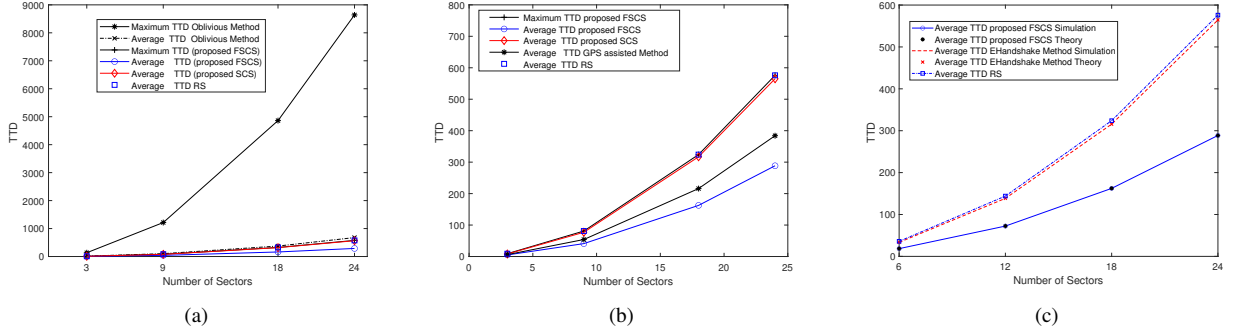 9000
8000
7000
6000
5000
4000
3000
2000
1000
0
TTD
Maximum TTD Oblivious Method
Average TTD Oblivious Method
Maximum TTD (proposed FSCS)
Average TTD (proposed FSCS)
Average TTD (proposed SCS)
Average TTD RS
3 9 18 24
Number of Sectors
(a)
800
700
600
500
400
300
200
100
0
TTD
Maximum TTD proposed FSCS
Average TTD proposed FSCS
Average TTD proposed SCS
Average TTD GPS assisted Method
Average TTD RS
0 5 10 15 20 25
Number of Sectors
(b)
600
500
400
300
200
100
0
TTD
Average TTD proposed FSCS Simulation
Average TTD proposed FSCS Theory
Average TTD EHandshake Method Simulation
Average TTD EHandshake Method Theory
Average TTD RS
6 12 18 24
Number of Sectors
(c)